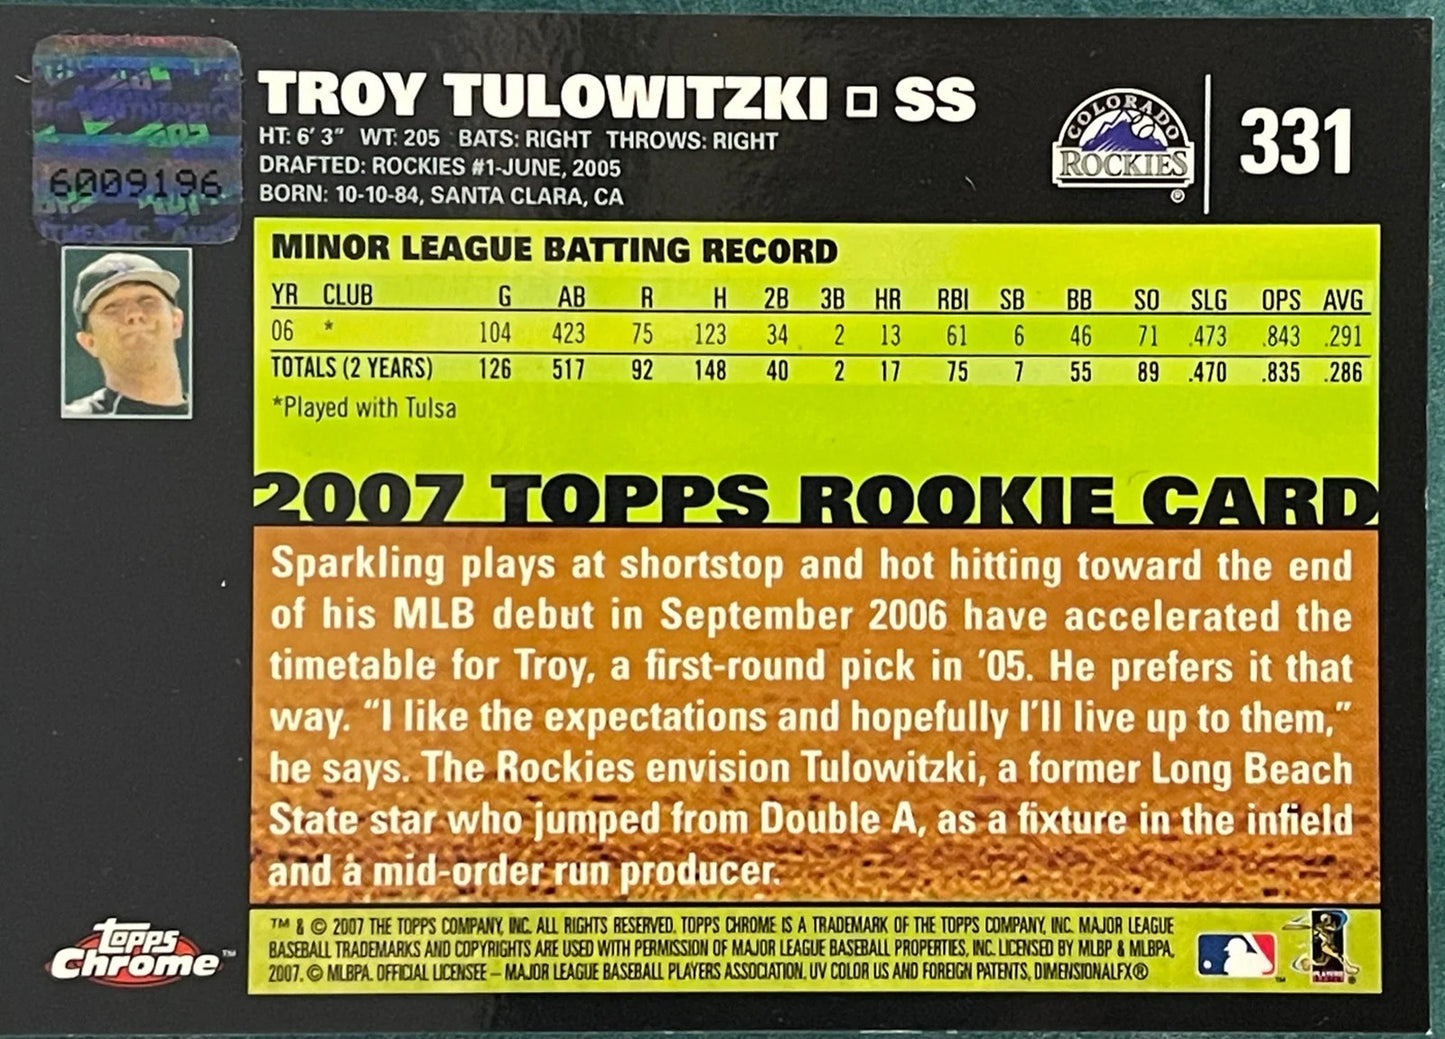 GENUINE
AUTHENTIC
6009196
TROY TULOWITZKI □ SS
HT: 6' 3" WT: 205 BATS: RIGHT THROWS: RIGHT
DRAFTED: ROCKIES #1-JUNE, 2005
BORN: 10-10-84, SANTA CLARA, CA
COLORADO
ROCKIES
®
331
MINOR LEAGUE BATTING RECORD
YR CLUB G AB R H 2B 3B HR RBI SB BB SO SLG OPS AVG
06 * 104 423 75 123 34 2 13 61 6 46 71 .473 .843 .291
TOTALS (2 YEARS) 126 517 92 148 40 2 17 75 7 55 89 .470 .835 .286
*Played with Tulsa
2007 TOPPS ROOKIE CARD
Sparkling plays at shortstop and hot hitting toward the end
of his MLB debut in September 2006 have accelerated the
timetable for Troy, a first-round pick in '05. He prefers it that
way. “I like the expectations and hopefully I'll live up to them,”
he says. The Rockies envision Tulowitzki, a former Long Beach
State star who jumped from Double A, as a fixture in the infield
and a mid-order run producer.
topps
Chrome™
™ & © 2007 THE TOPPS COMPANY, INC. ALL RIGHTS RESERVED. TOPPS CHROME IS A TRADEMARK OF THE TOPPS COMPANY, INC. MAJOR LEAGUE
BASEBALL TRADEMARKS AND COPYRIGHTS ARE USED WITH PERMISSION OF MAJOR LEAGUE BASEBALL PROPERTIES, INC. LICENSED BY MLBP & MLBPA,
2007. © MLBPA. OFFICIAL LICENSEE – MAJOR LEAGUE BASEBALL PLAYERS ASSOCIATION. UV COLOR US AND FOREIGN PATENTS, DIMENSIONALFX®
™
PLAYERS
®